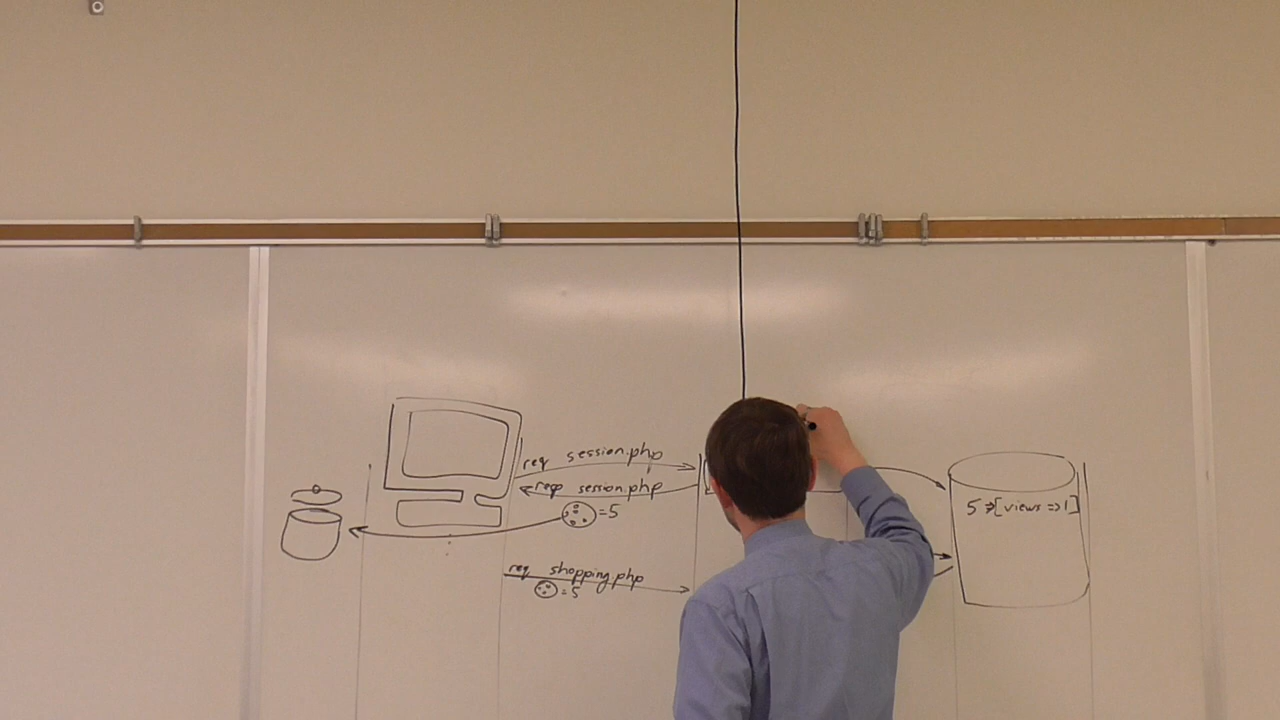 req session.php
resp session.php
=5
req shopping.php
=5
5 => [views => 1]